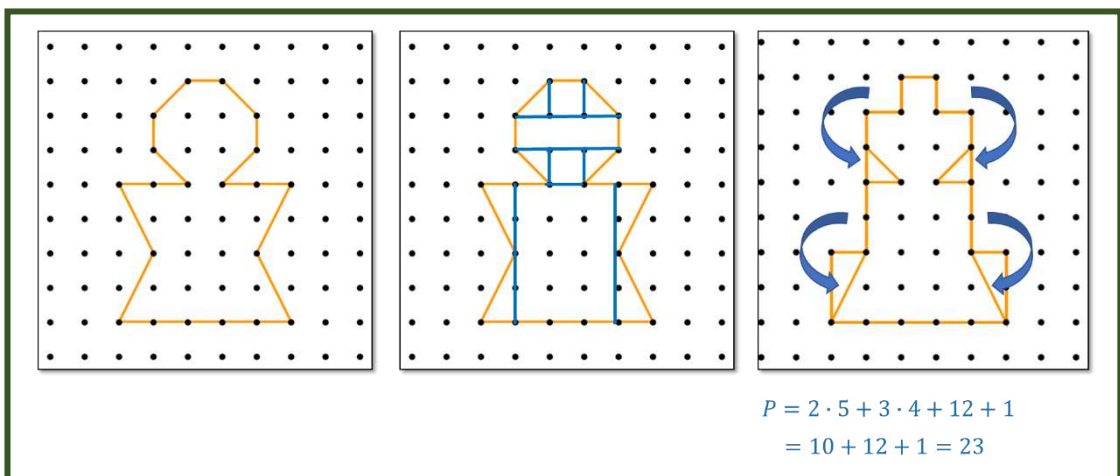 P = 2 · 5 + 3 · 4 + 12 + 1
= 10 + 12 + 1 = 23